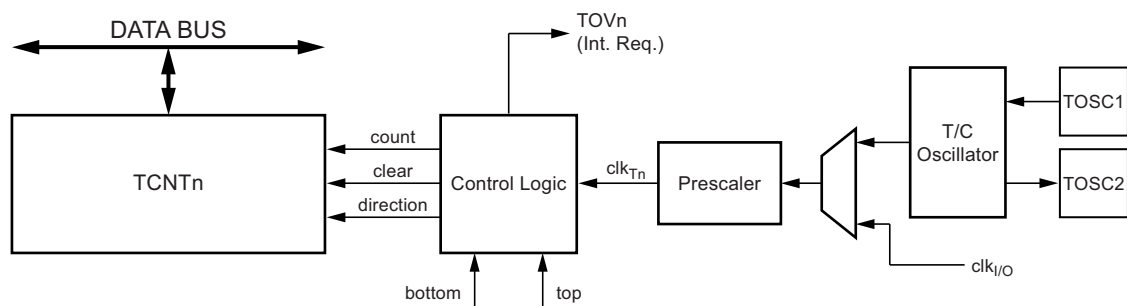 DATA BUS
TOVn
(Int. Req.)
TCNTn
count
clear
direction
Control Logic
clkTn
Prescaler
T/C
Oscillator
TOSC1
TOSC2
clkI/O
bottom
top